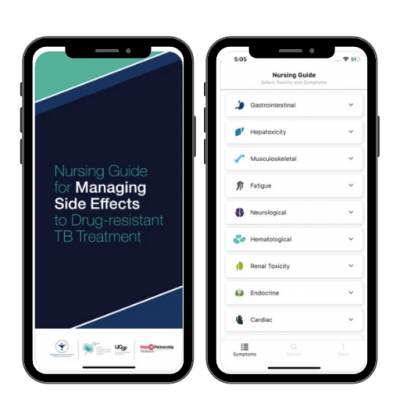 Nursing Guide
for Managing
Side Effects
to Drug-resistant
TB Treatment
UCSF
Stop TB Partnership
5:05
Nursing Guide
Select Toxicity and Symptoms
Gastrointestinal
Hepatoxicity
Musculoskeletal
Fatigue
Neurological
Hematological
Renal Toxicity
Endocrine
Cardiac
Symptoms
Search